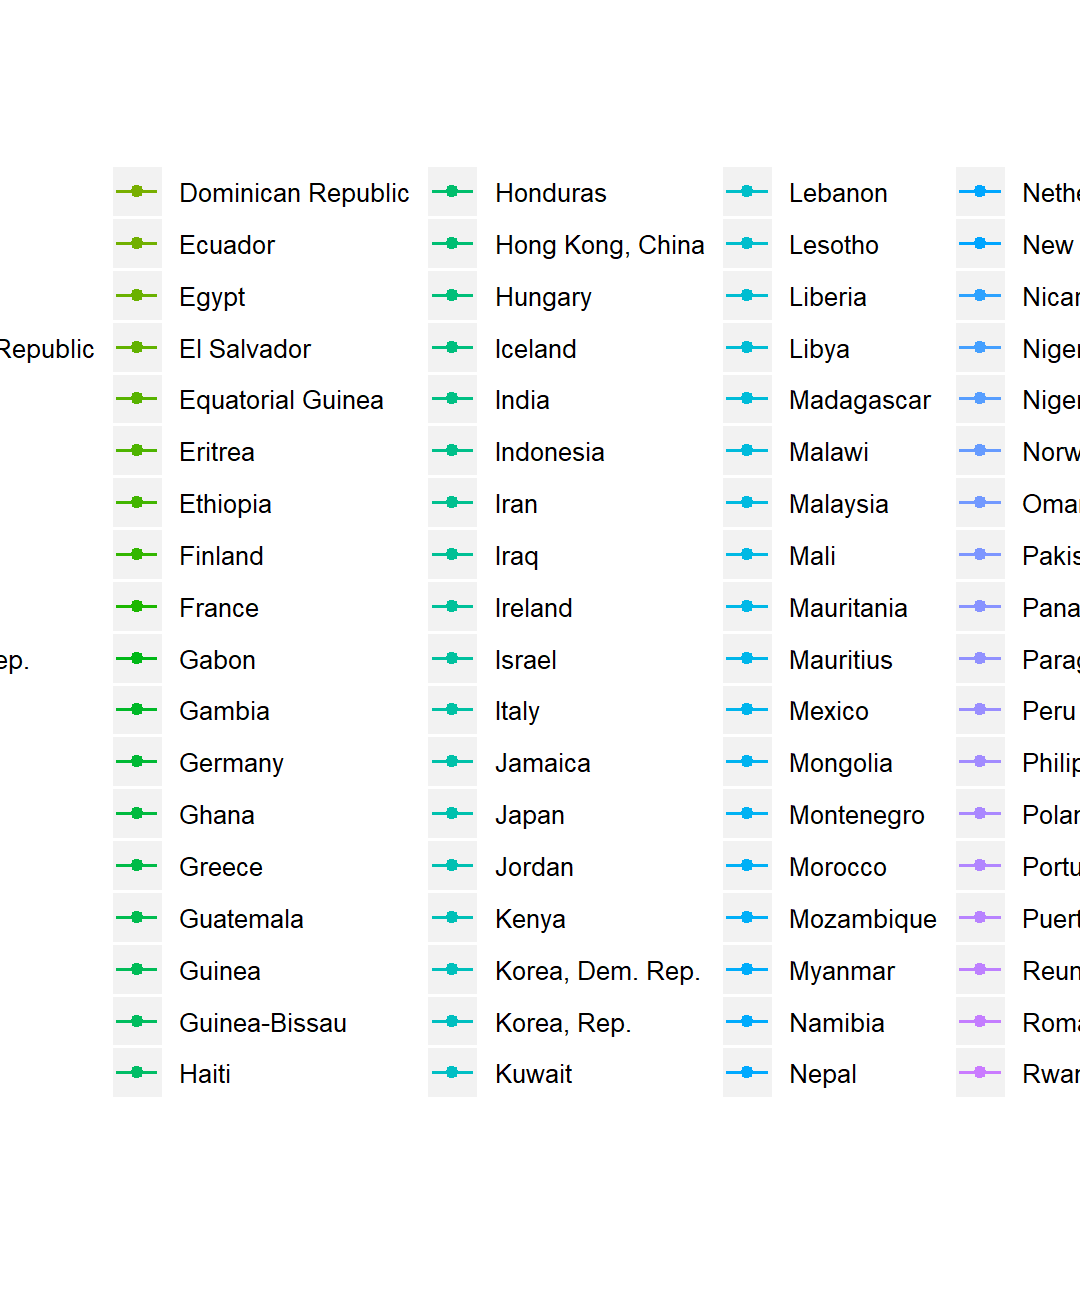 Republic
ep.
Dominican Republic
Ecuador
Egypt
El Salvador
Equatorial Guinea
Eritrea
Ethiopia
Finland
France
Gabon
Gambia
Germany
Ghana
Greece
Guatemala
Guinea
Guinea-Bissau
Haiti
Honduras
Hong Kong, China
Hungary
Iceland
India
Indonesia
Iran
Iraq
Ireland
Israel
Italy
Jamaica
Japan
Jordan
Kenya
Korea, Dem. Rep.
Korea, Rep.
Kuwait
Lebanon
Lesotho
Liberia
Libya
Madagascar
Malawi
Malaysia
Mali
Mauritania
Mauritius
Mexico
Mongolia
Montenegro
Morocco
Mozambique
Myanmar
Namibia
Nepal
Nethe
New
Nicar
Niger
Niger
Norw
Oma
Pakis
Pana
Parag
Peru
Philip
Polar
Portu
Puert
Reun
Roma
Rwar